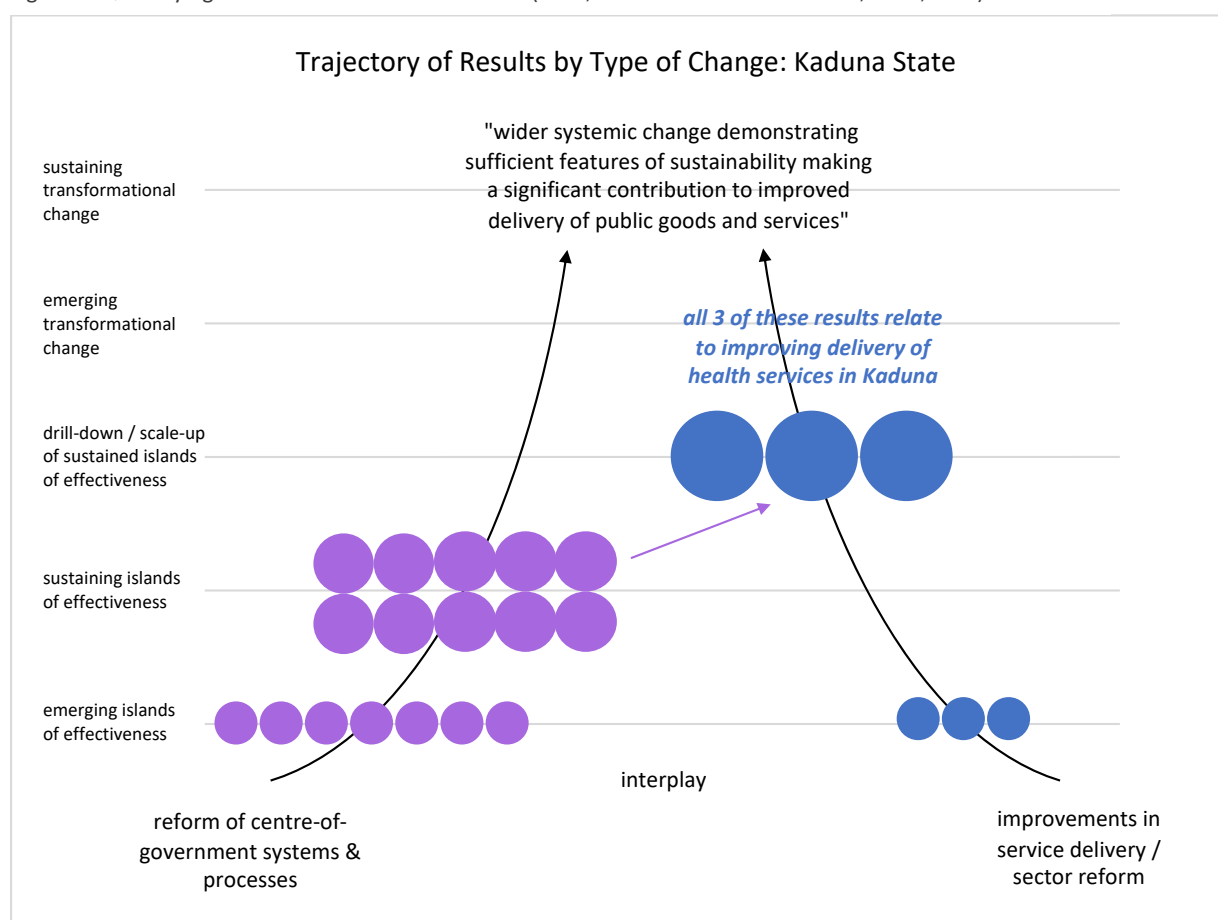 Trajectory of Results by Type of Change: Kaduna State
"wider systemic change demonstrating
sufficient features of sustainability making
a significant contribution to improved
delivery of public goods and services"
sustaining
transformational
change
emerging
transformational
change
all 3 of these results relate
to improving delivery of
health services in Kaduna
drill-down / scale-up
of sustained islands
of effectiveness
sustaining islands
of effectiveness
emerging islands
of effectiveness
interplay
reform of centre-of-
government systems &
processes
improvements in
service delivery /
sector reform